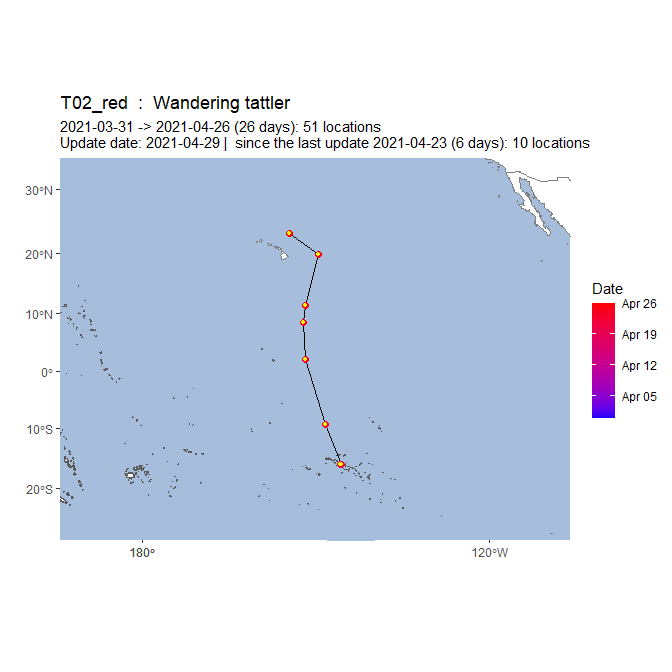 T02_red : Wandering tattler
2021-03-31 -> 2021-04-26 (26 days): 51 locations
Update date: 2021-04-29 | since the last update 2021-04-23 (6 days): 10 locations
30°N
20°N
10°N
0°
10°S
20°S
180°
120°W
Date
Apr 26
Apr 19
Apr 12
Apr 05